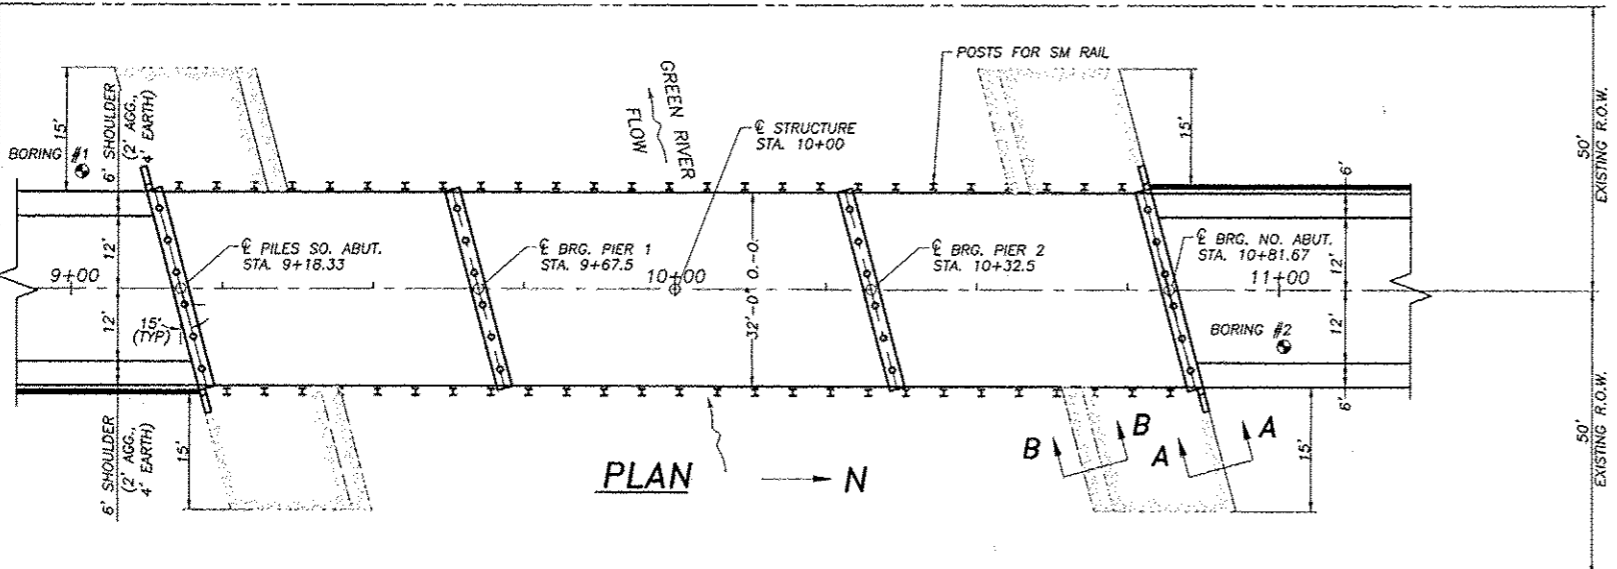 POSTS FOR SM RAIL
15'
6' SHOULDER
(2' AGG.,
4' EARTH)
BORING #1
GREEN RIVER
FLOW
℄ STRUCTURE
STA. 10+00
15'
50'
EXISTING R.O.W.
6'
12'
℄ PILES SO. ABUT.
STA. 9+18.33
℄ BRG. PIER 1
STA. 9+67.5
32'-0" O.-O.
℄ BRG. PIER 2
STA. 10+32.5
℄ BRG. NO. ABUT.
STA. 10+81.67
12'
9+00
10+00
11+00
12'
15'
(TYP)
BORING #2
12'
6'
6' SHOULDER
(2' AGG.,
4' EARTH)
15'
B
B
A
A
15'
50'
EXISTING R.O.W.
PLAN
N